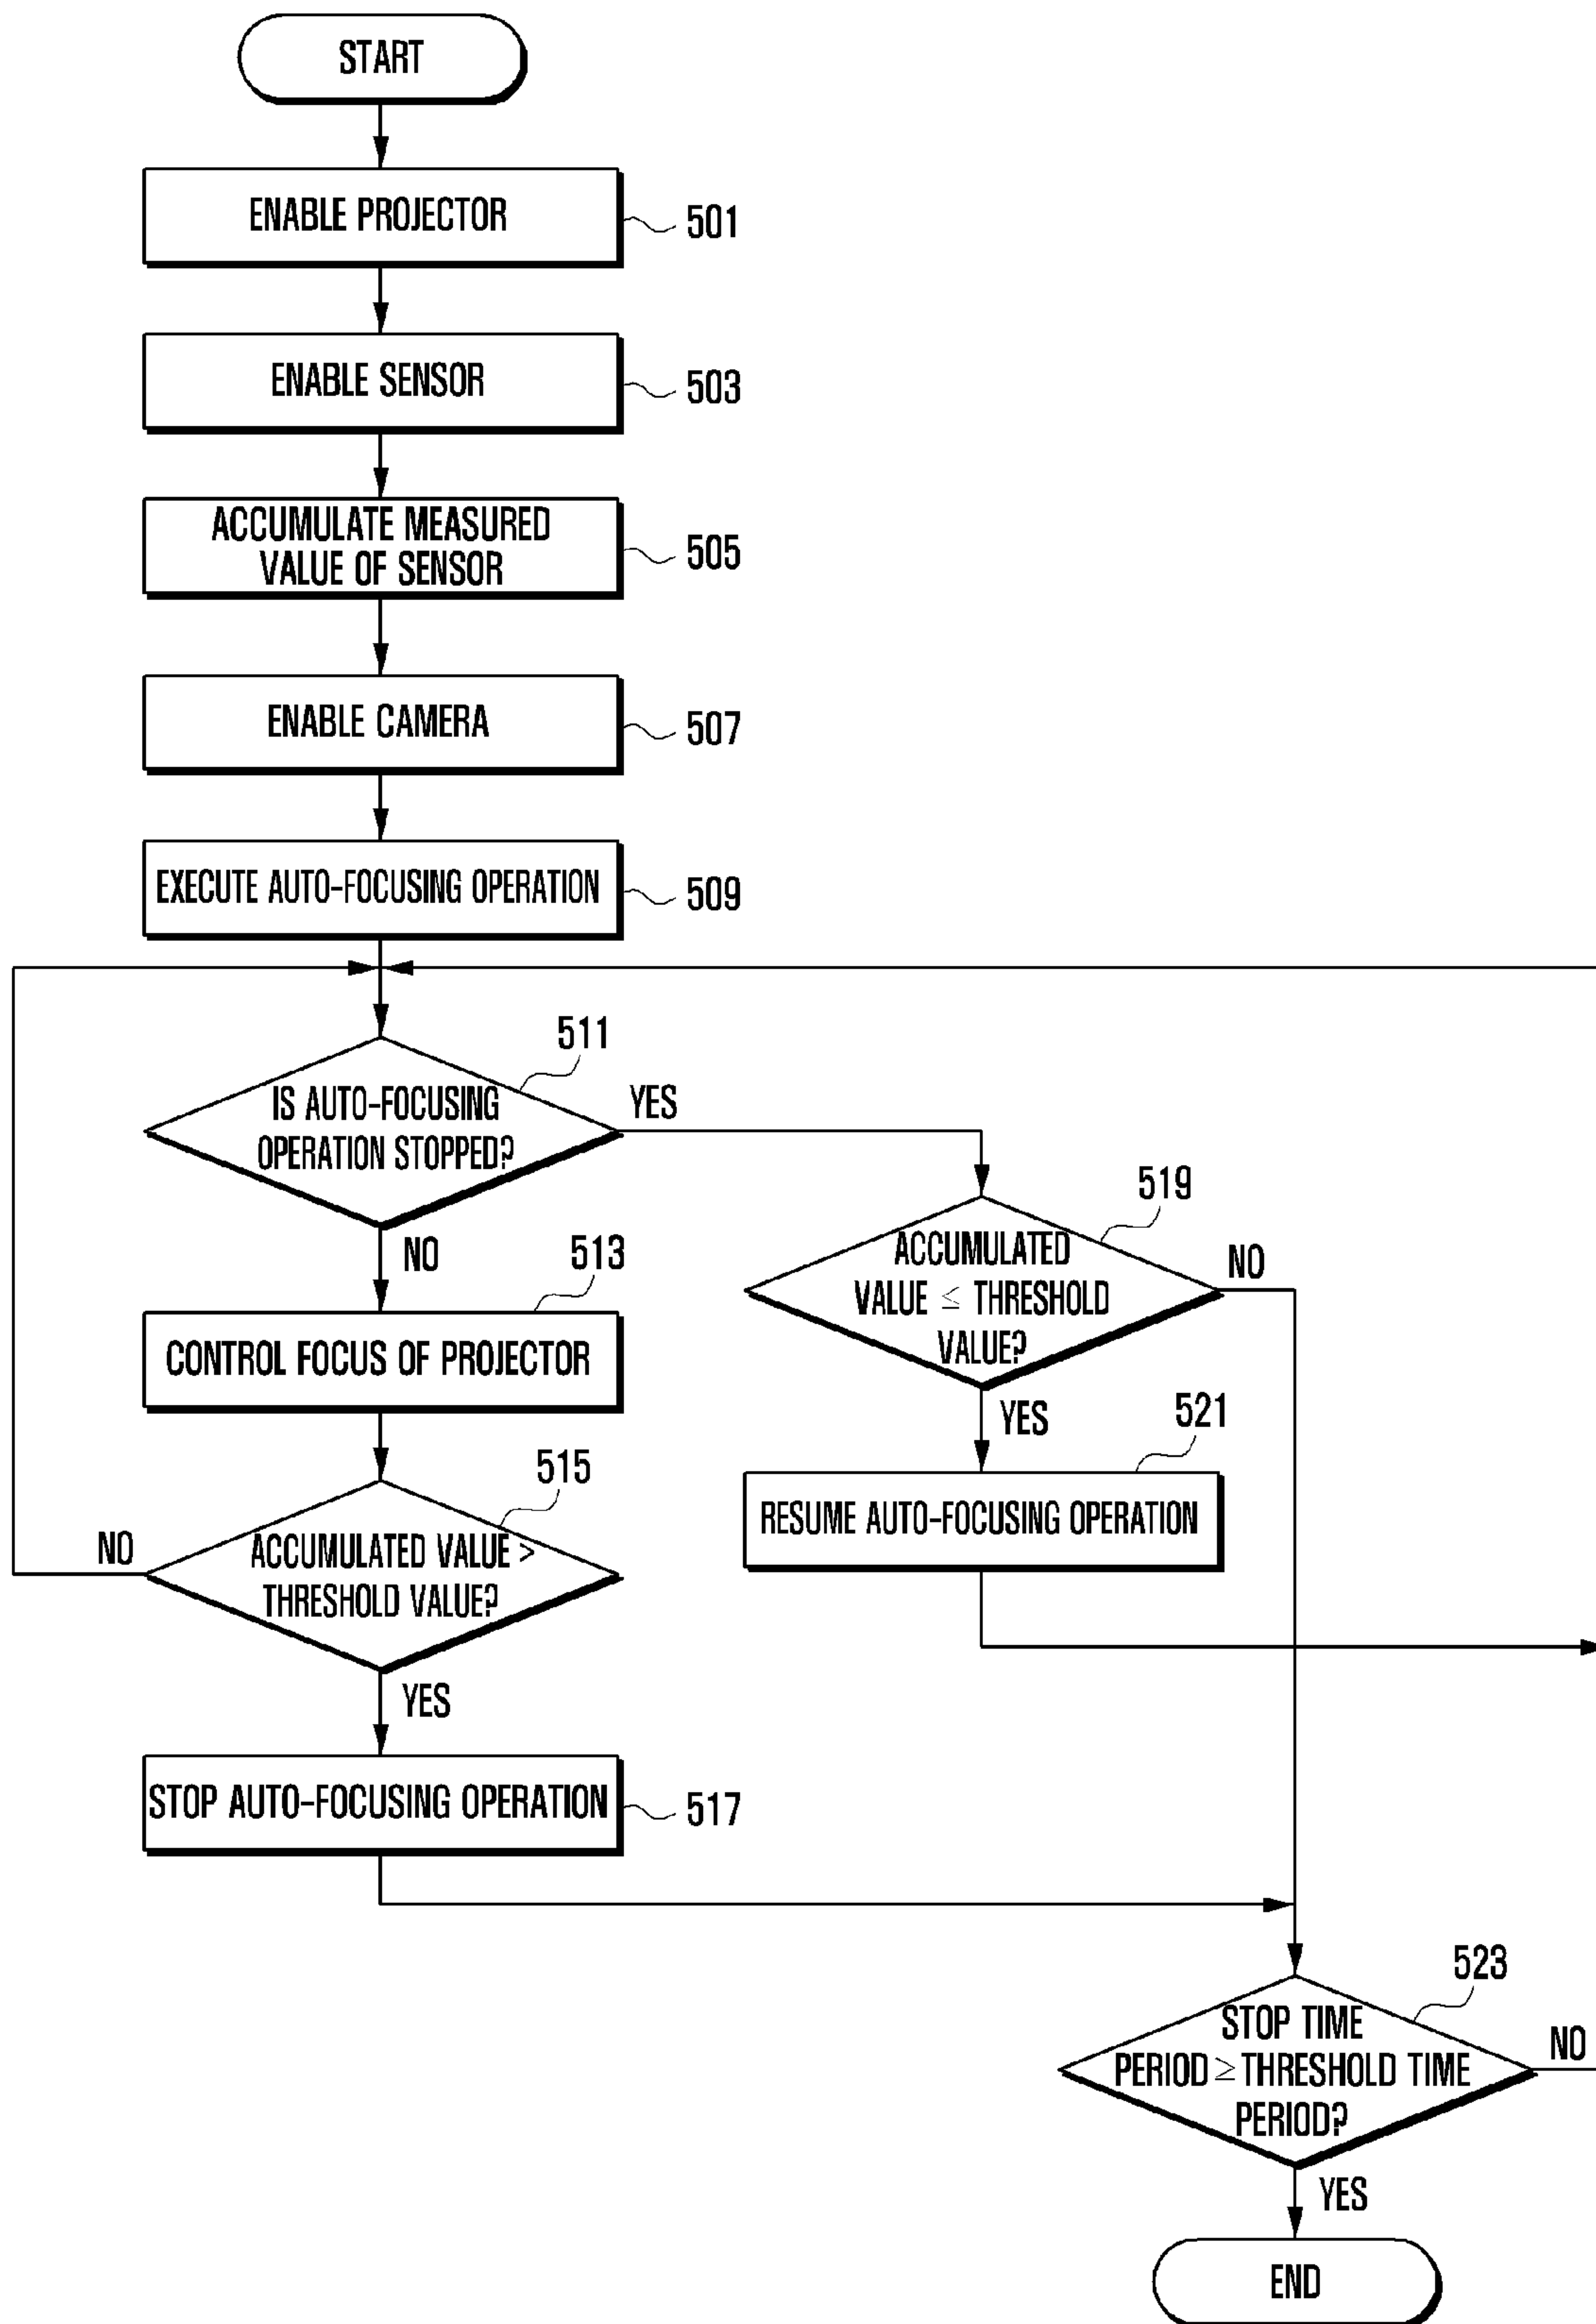 START
ENABLE PROJECTOR
501
ENABLE SENSOR
503
ACCUMULATE MEASURED
VALUE OF SENSOR
505
ENABLE CAMERA
507
EXECUTE AUTO-FOCUSING OPERATION
509
511
IS AUTO-FOCUSING
OPERATION STOPPED?
YES
NO
519
ACCUMULATED
VALUE ≤ THRESHOLD
VALUE?
NO
YES
513
CONTROL FOCUS OF PROJECTOR
521
RESUME AUTO-FOCUSING OPERATION
515
ACCUMULATED VALUE >
THRESHOLD VALUE?
NO
YES
STOP AUTO-FOCUSING OPERATION
517
523
STOP TIME
PERIOD ≥ THRESHOLD TIME
PERIOD?
NO
YES
END